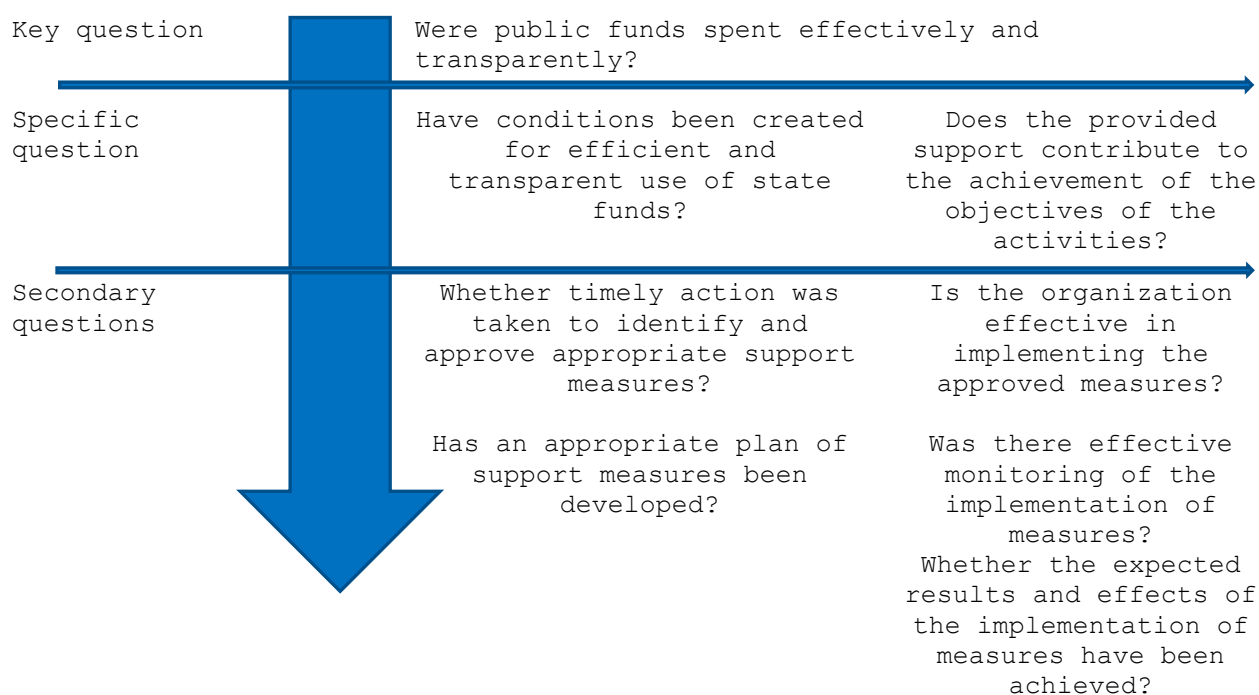 Key question
Were public funds spent effectively and
transparently?
Specific
question
Have conditions been created
for efficient and
transparent use of state
funds?
Does the provided
support contribute to
the achievement of the
objectives of the
activities?
Secondary
questions
Whether timely action was
taken to identify and
approve appropriate support
measures?
Has an appropriate plan of
support measures been
developed?
Is the organization
effective in
implementing the
approved measures?
Was there effective
monitoring of the
implementation of
measures?
Whether the expected
results and effects of
the implementation of
measures have been
achieved?